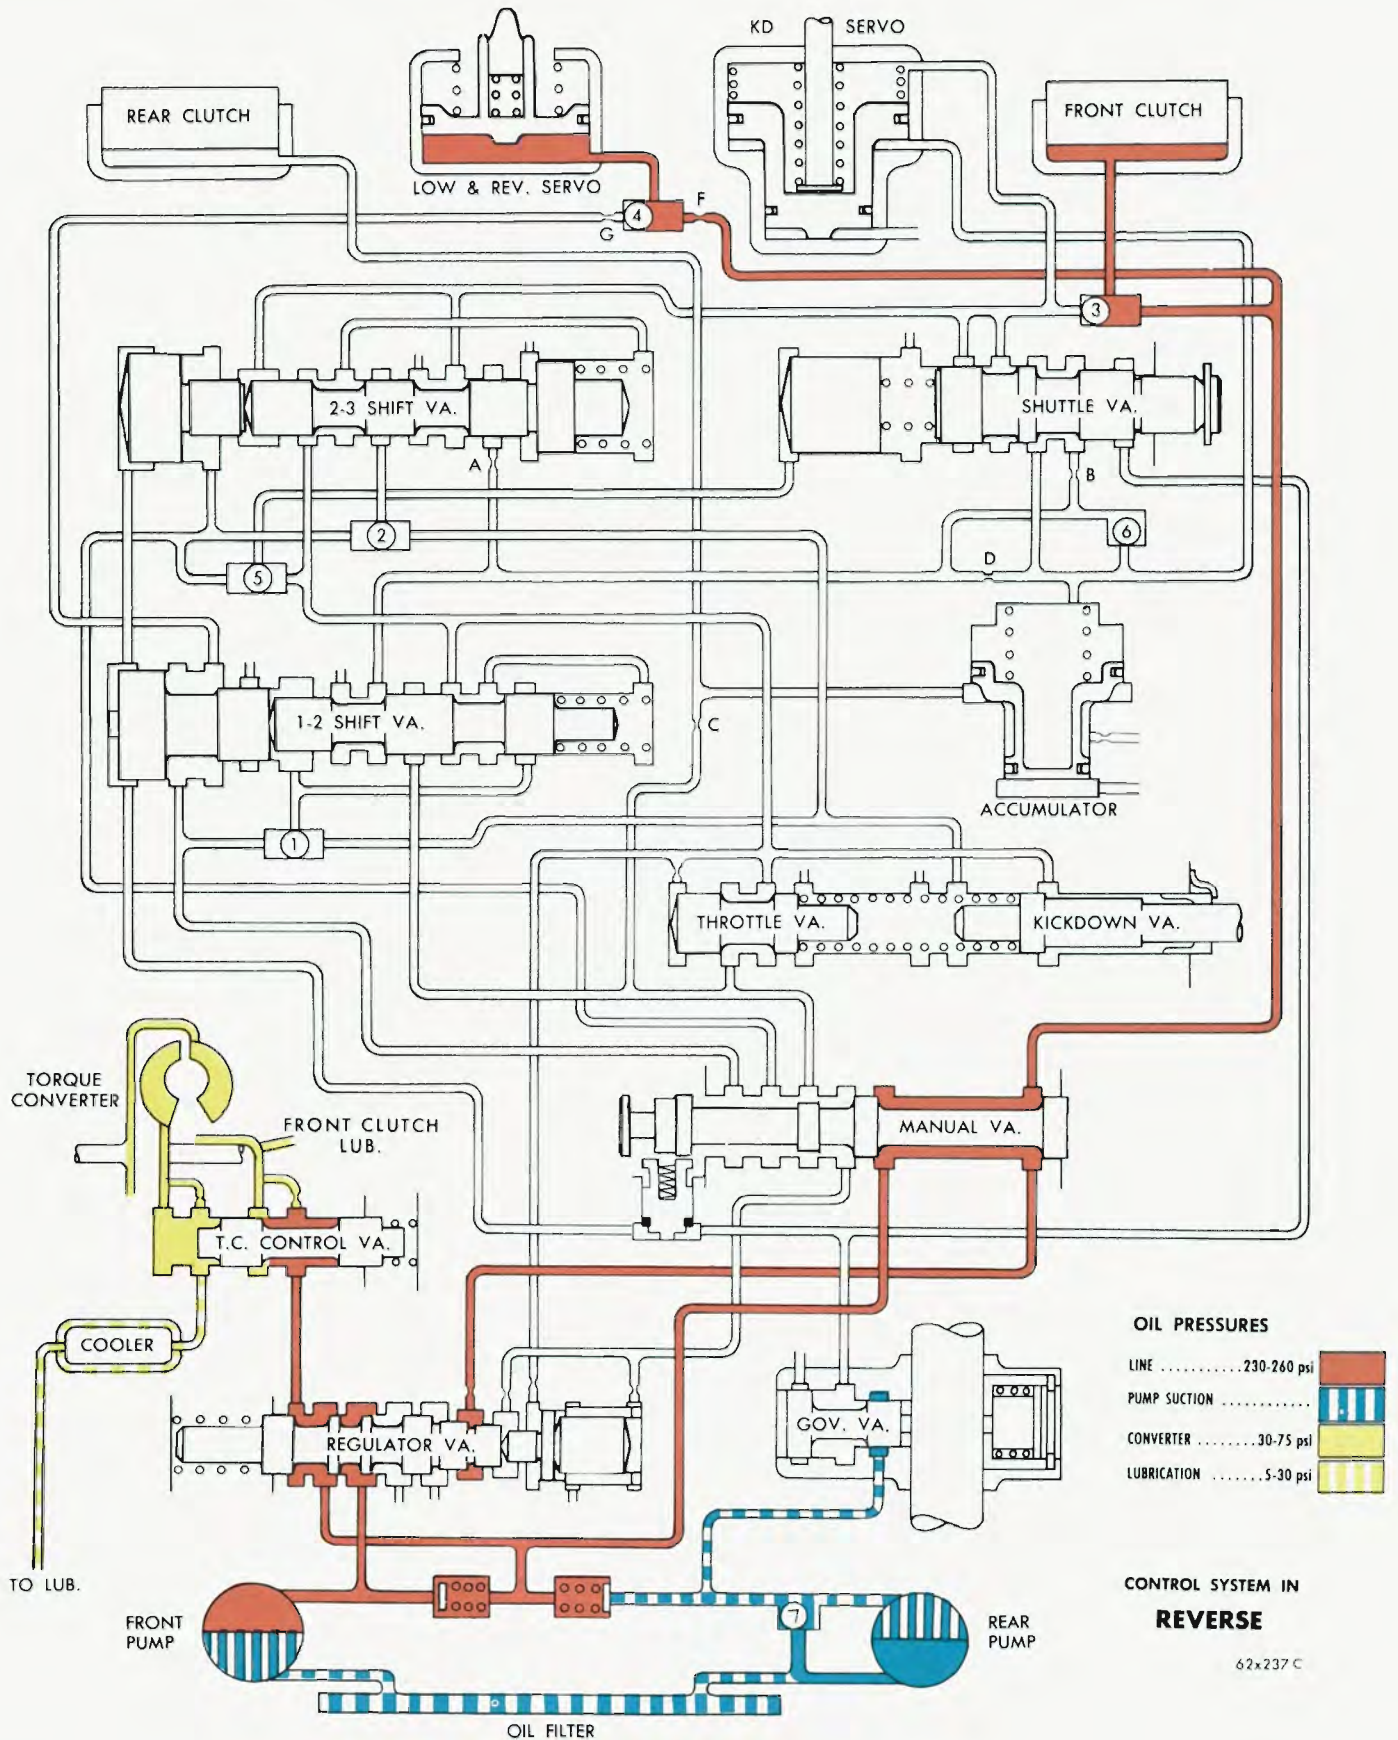 KD SERVO
REAR CLUTCH
FRONT CLUTCH
LOW & REV. SERVO
4
F
G
3
2-3 SHIFT VA.
SHUTTLE VA.
A
B
2
6
5
D
1-2 SHIFT VA.
C
ACCUMULATOR
1
THROTTLE VA.
KICKDOWN VA.
TORQUE
CONVERTER
FRONT CLUTCH
LUB.
MANUAL VA.
T.C. CONTROL VA.
COOLER
OIL PRESSURES
LINE ...........230-260 psi
PUMP SUCTION ............
CONVERTER ........30-75 psi
LUBRICATION .......5-30 psi
REGULATOR VA.
GOV. VA.
TO LUB.
FRONT
PUMP
7
REAR
PUMP
CONTROL SYSTEM IN
REVERSE
62x237 C
OIL FILTER